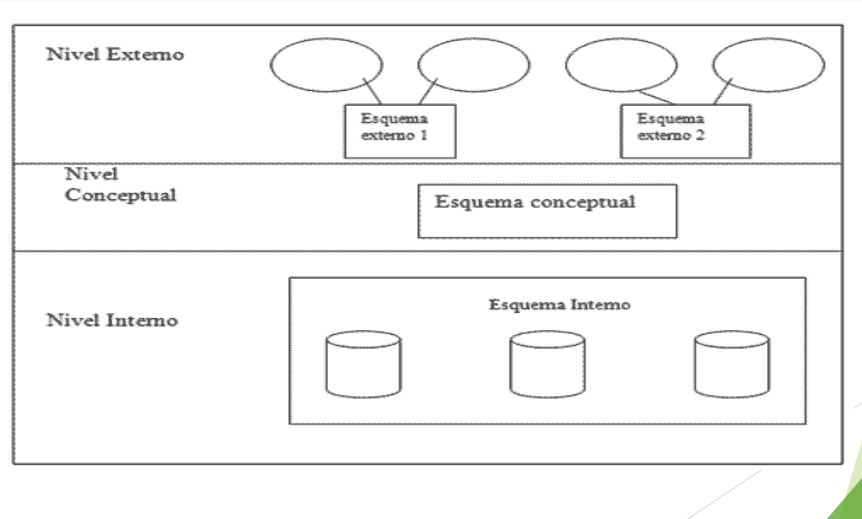 Nivel Externo
Esquema
externo 1
Esquema
externo 2
Nivel
Conceptual
Esquema conceptual
Nivel Interno
Esquema Interno